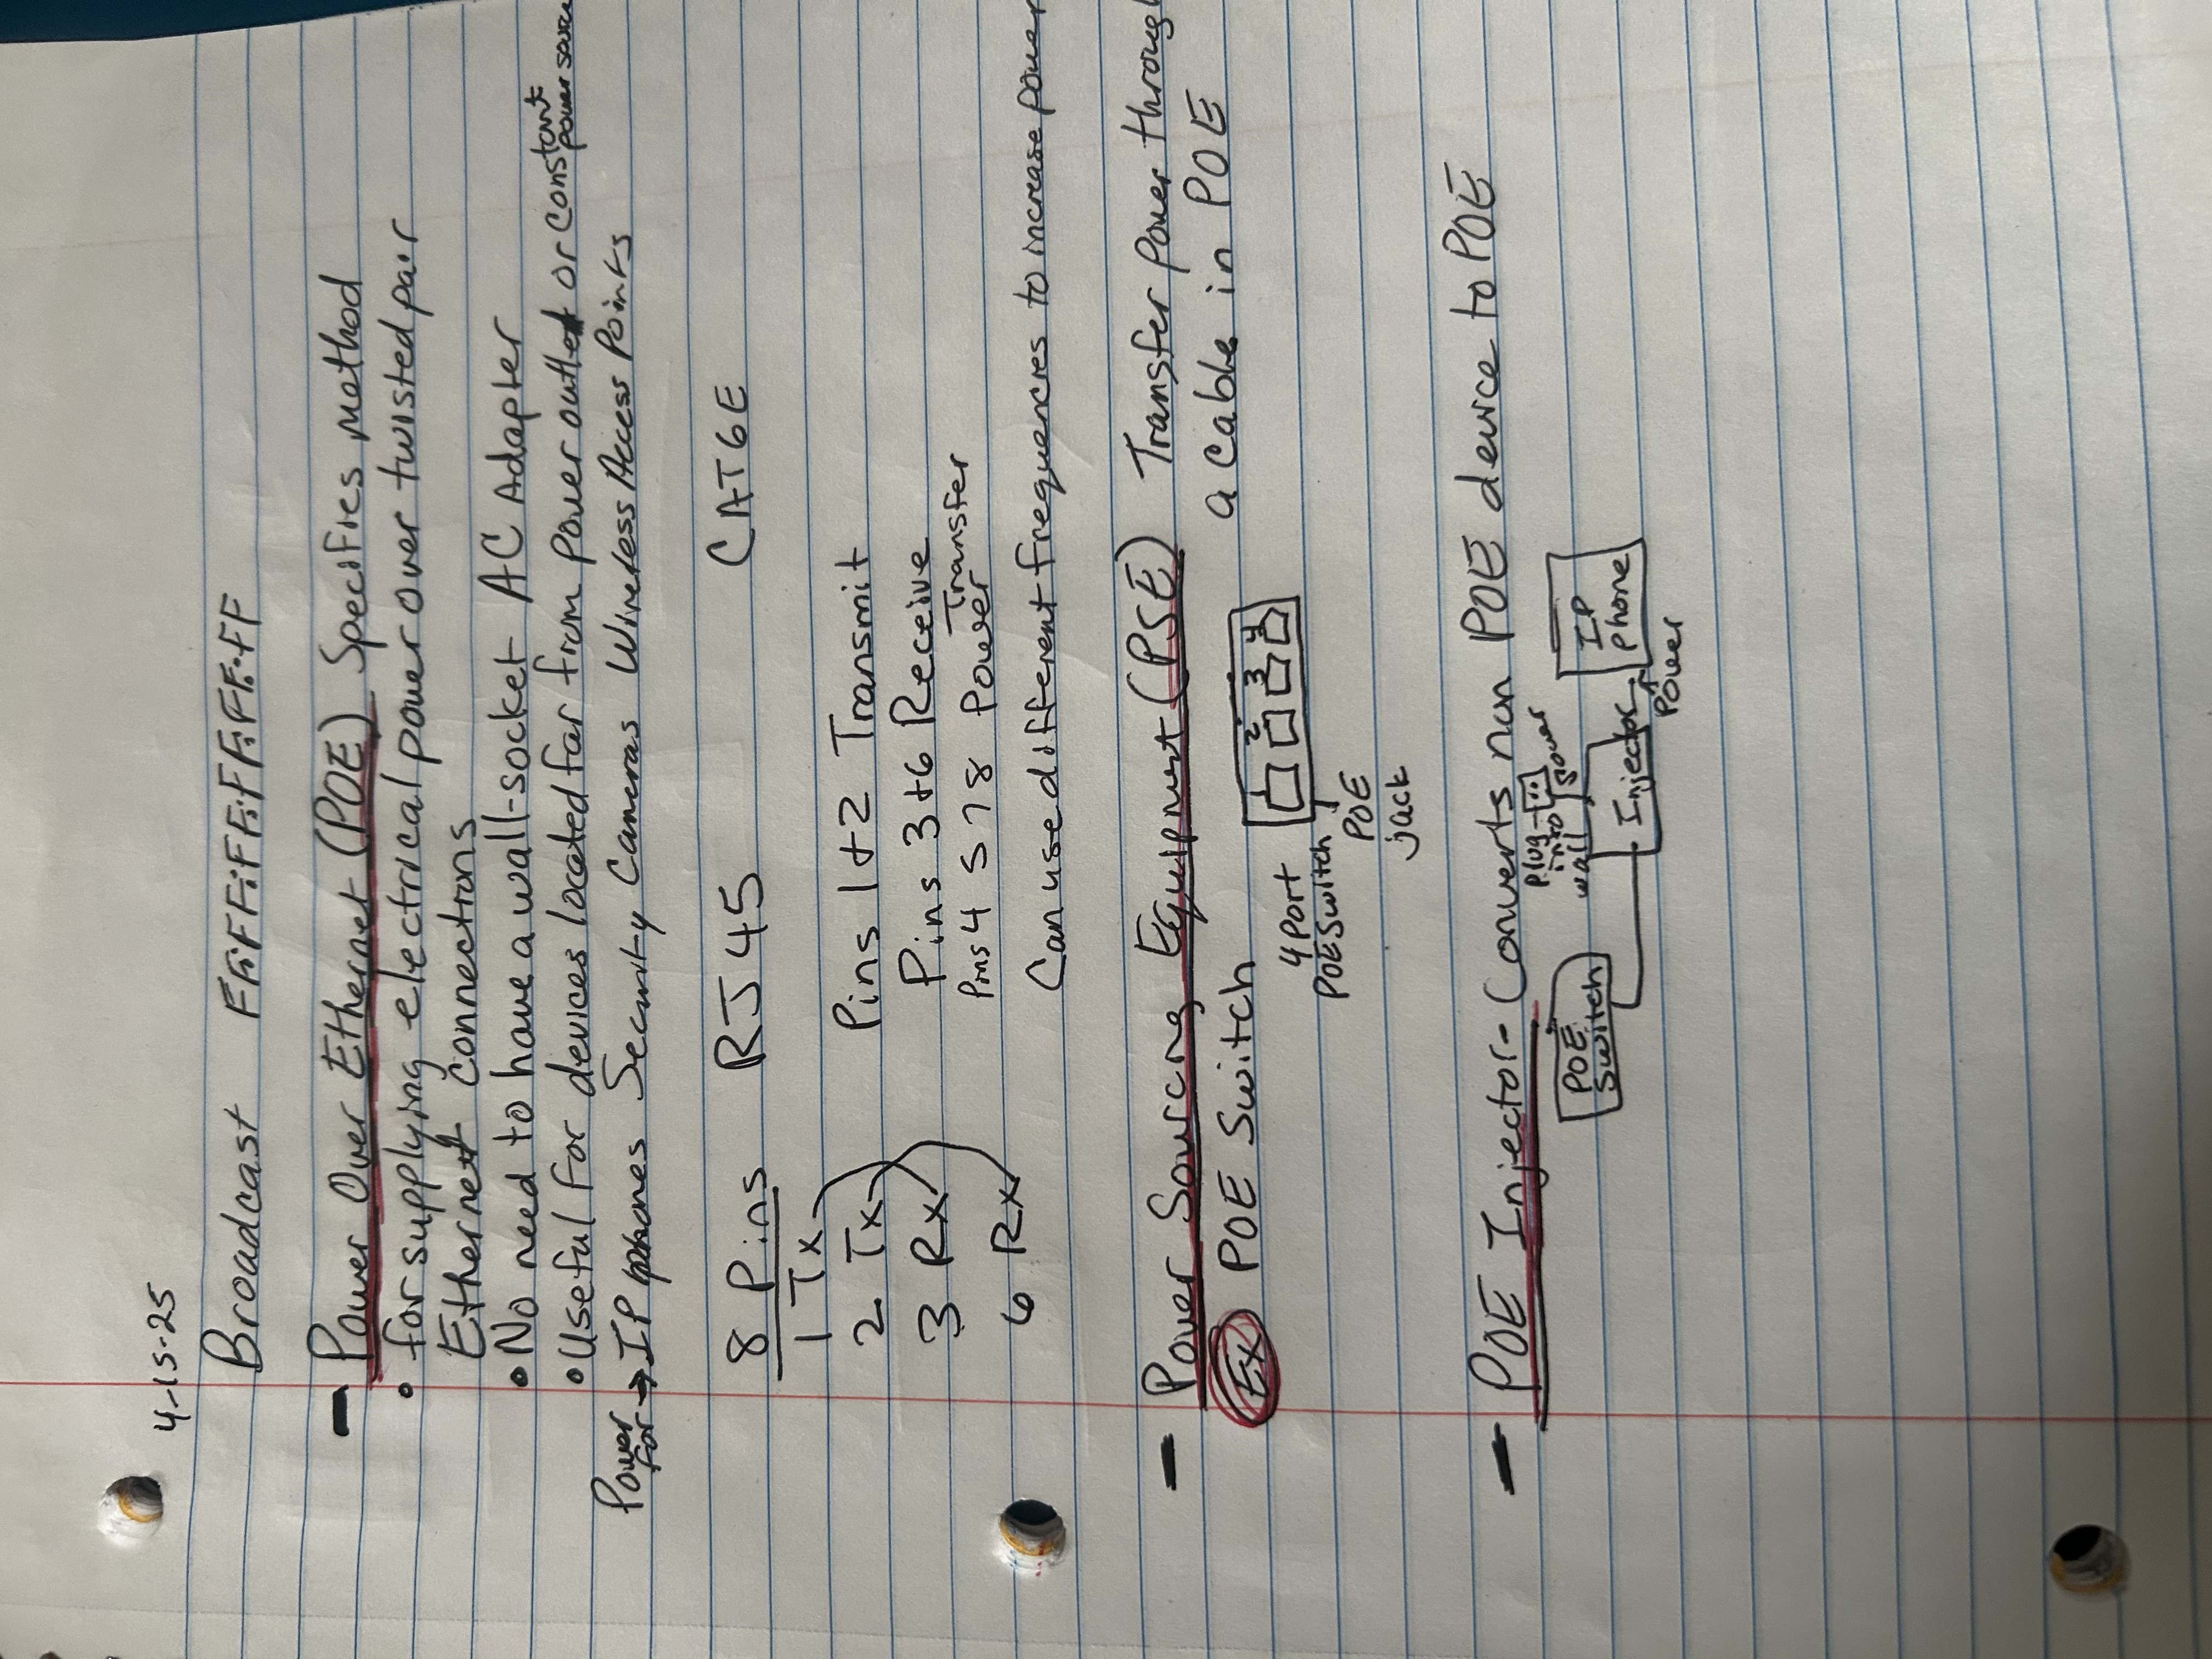 4-15-25
Broadcast FF:FF:FF:FF:FF:FF
- Power Over Ethernet (POE) Specifies method
• for supplying electrical power over twisted pair
Ethernet connections
• No need to have a wall-socket AC Adapter
• Useful for devices located far from power outlet or constant power source
Power for → IP phones Security Cameras Wireless Access Points
8 Pins RJ45 CAT6E
1 Tx
2 Tx Pins 1+2 Transmit
3 Rx Pins 3+6 Receive
Pins 4 5 7 8 Power Transfer
6 Rx
Can use different frequencies to increase power
- Power Sourcing Equipment (PSE) Transfer power through
a cable in POE
Ex POE Switch
1 2 3 4
4 Port
POE Switch
POE
jack
- POE Injector - Converts non POE device to POE
POE
Switch
plug
into
wall
Power
Injector
IP
phone
Power